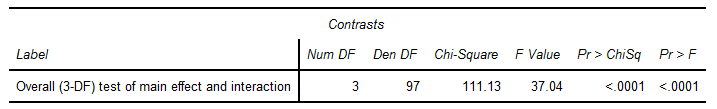 Contrasts
Label Num DF Den DF Chi-Square F Value Pr > ChiSq Pr > F
Overall (3-DF) test of main effect and interaction 3 97 111.13 37.04 <.0001 <.0001